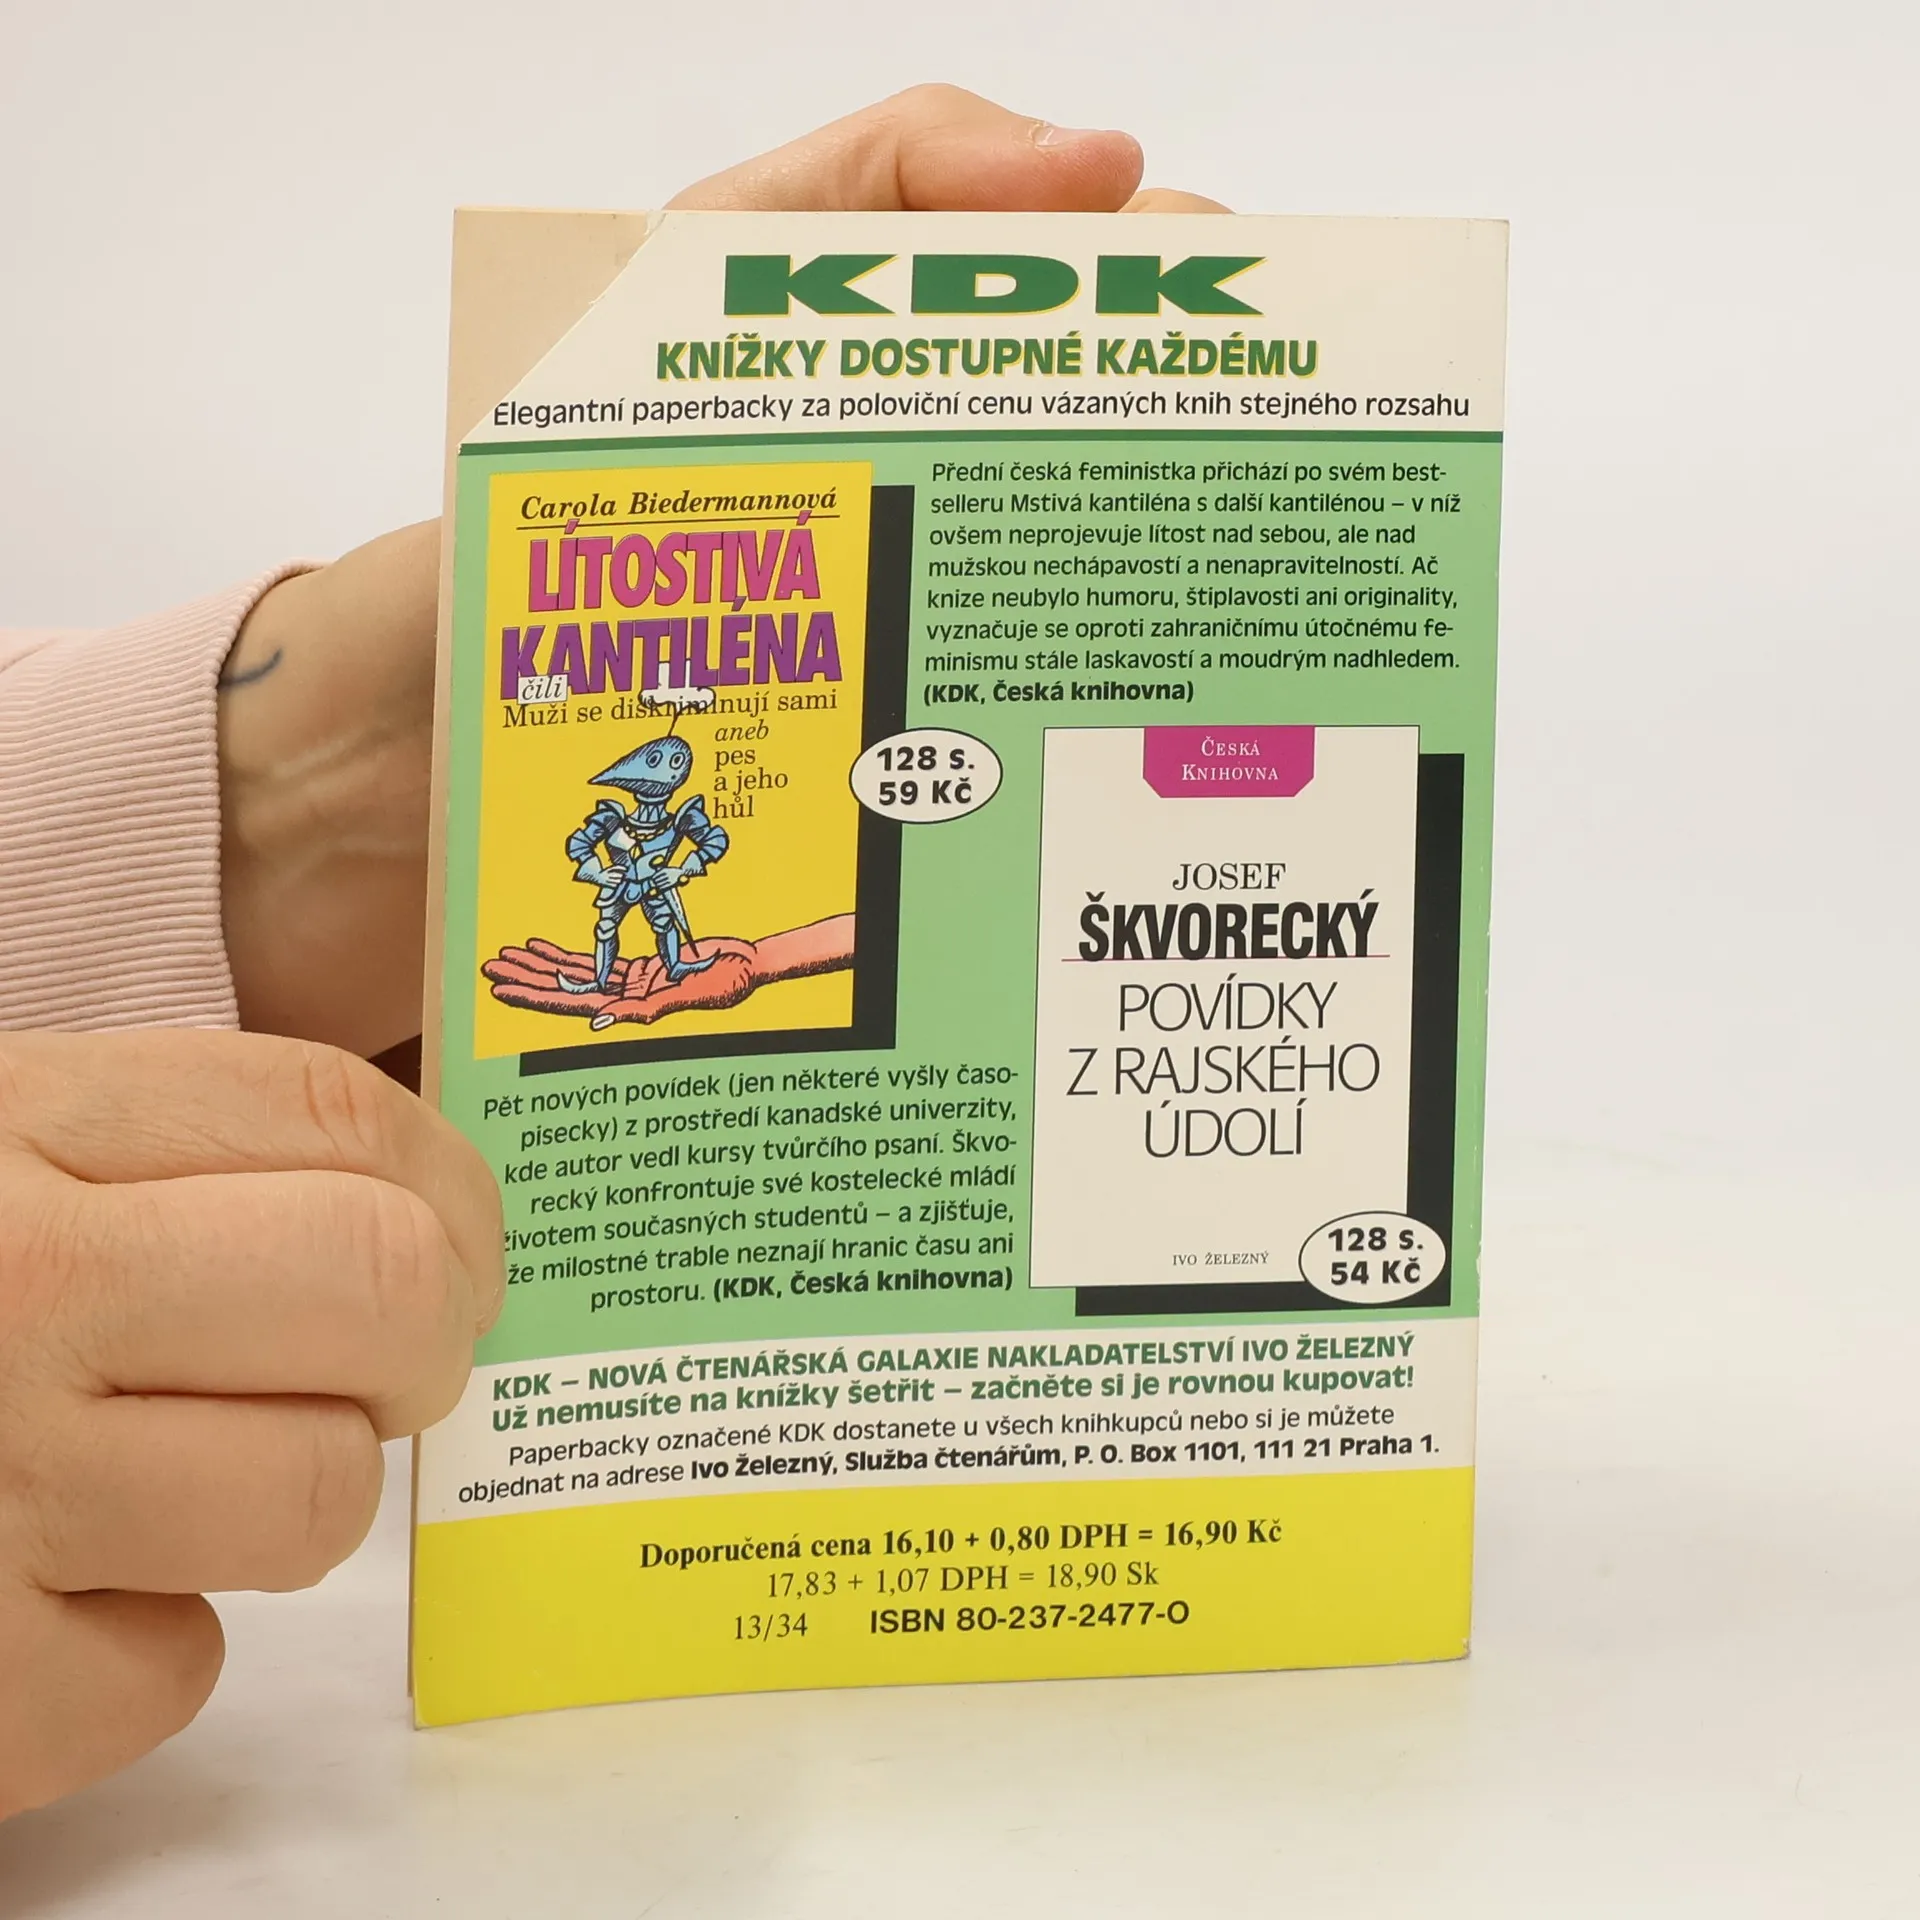 KDK
KNÍŽKY DOSTUPNÉ KAŽDÉMU
Elegantní paperbacky za poloviční cenu vázaných knih stejného rozsahu
Carola Biedermannová
LÍTOSTIVÁ
KANTILÉNA
čili
Muži se diskriminují sami
aneb
pes
a jeho
hůl
128 s.
59 Kč
Přední česká feministka přichází po svém best-
selleru Mstivá kantiléna s další kantilénou – v níž
ovšem neprojevuje lítost nad sebou, ale nad
mužskou nechápavostí a nenapravitelností. Ač
knize neubylo humoru, štiplavosti ani originality,
vyznačuje se oproti zahraničnímu útočnému fe-
minismu stále laskavostí a moudrým nadhledem.
(KDK, Česká knihovna)
ČESKÁ
KNIHOVNA
JOSEF
ŠKVORECKÝ
POVÍDKY
Z RAJSKÉHO
ÚDOLÍ
IVO ŽELEZNÝ
128 s.
54 Kč
Pět nových povídek (jen některé vyšly časo-
pisecky) z prostředí kanadské univerzity,
kde autor vedl kursy tvůrčího psaní. Škvo-
recký konfrontuje své kostelecké mládí
životem současných studentů – a zjišťuje,
že milostné trable neznají hranic času ani
prostoru. (KDK, Česká knihovna)
KDK – NOVÁ ČTENÁŘSKÁ GALAXIE NAKLADATELSTVÍ IVO ŽELEZNÝ
Už nemusíte na knížky šetřit – začněte si je rovnou kupovat!
Paperbacky označené KDK dostanete u všech knihkupců nebo si je můžete
objednat na adrese Ivo Železný, Služba čtenářům, P. O. Box 1101, 111 21 Praha 1.
Doporučená cena 16,10 + 0,80 DPH = 16,90 Kč
17,83 + 1,07 DPH = 18,90 Sk
13/34 ISBN 80-237-2477-0